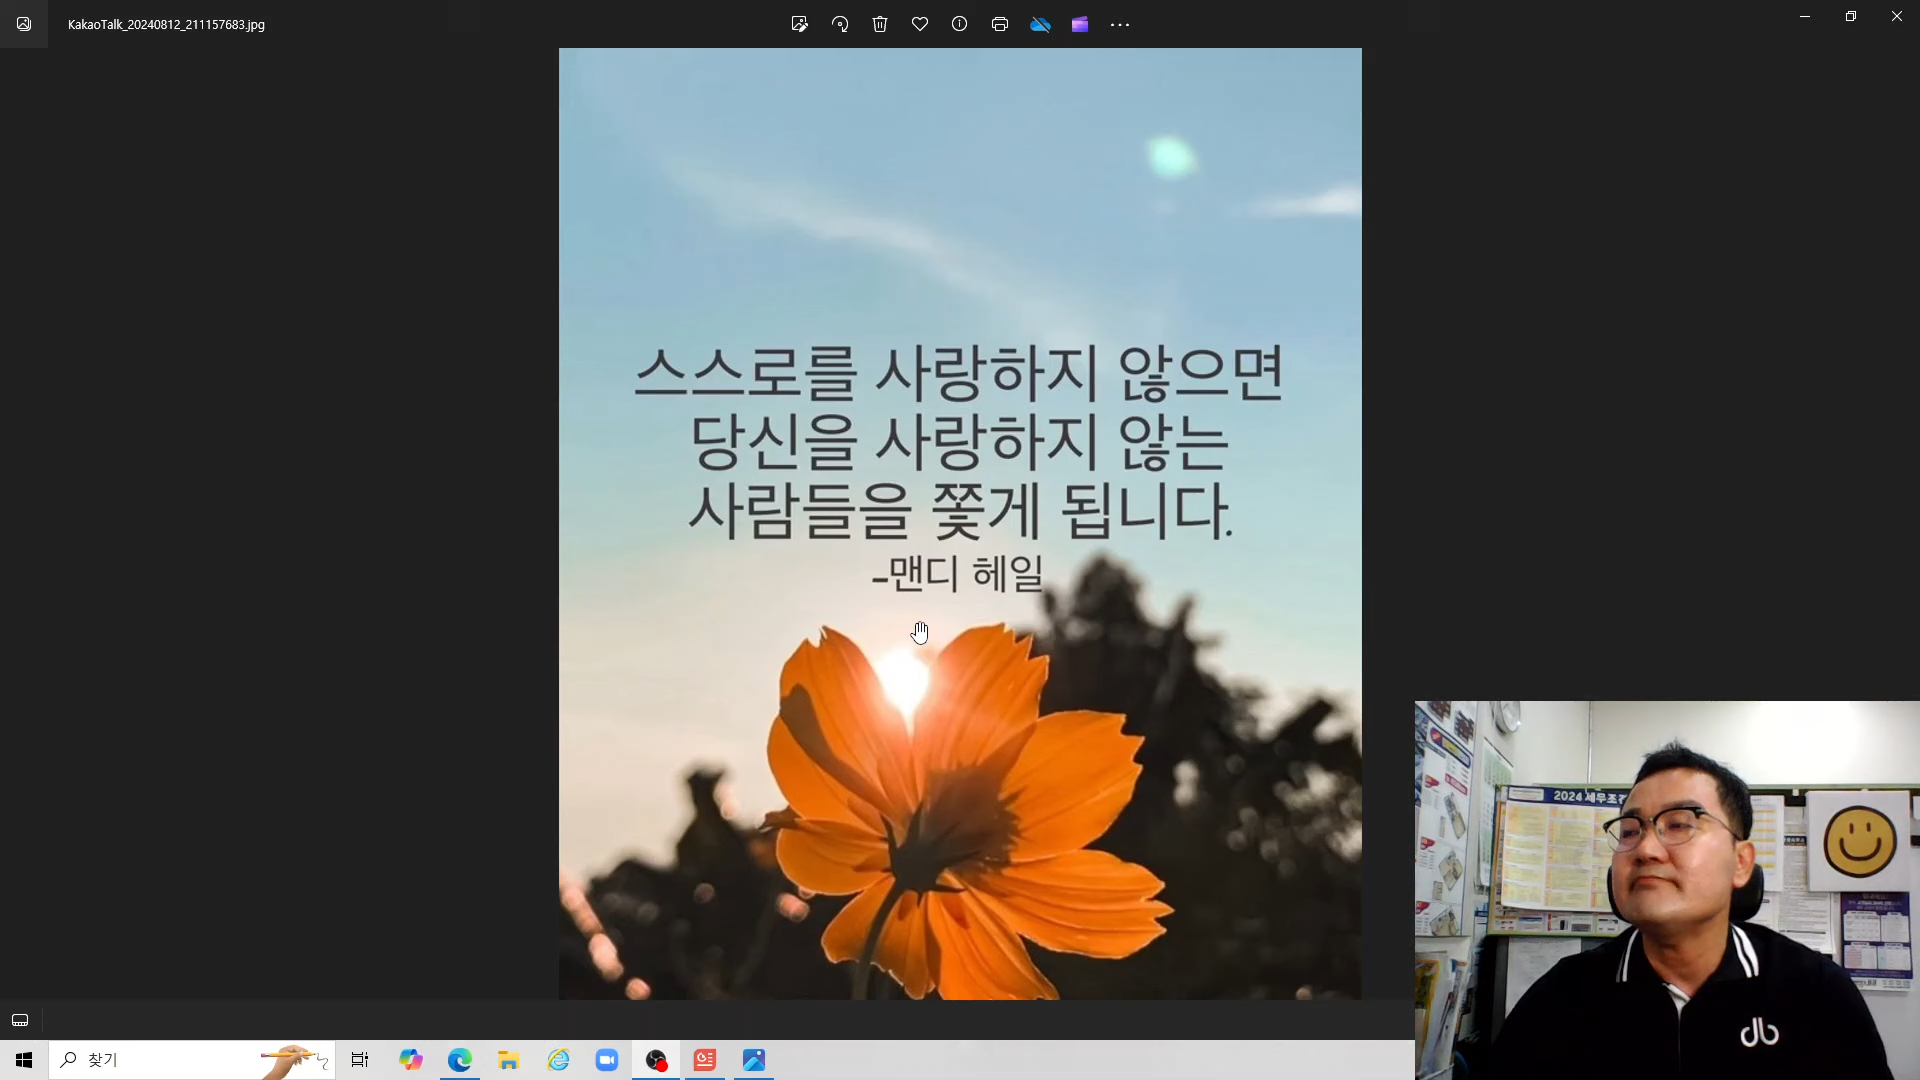 KakaoTalk_20240812_211157683.jpg
스스로를 사랑하지 않으면
당신을 사랑하지 않는
사람들을 쫓게 됩니다.
-맨디 헤일
2024 세무조
db
찾기